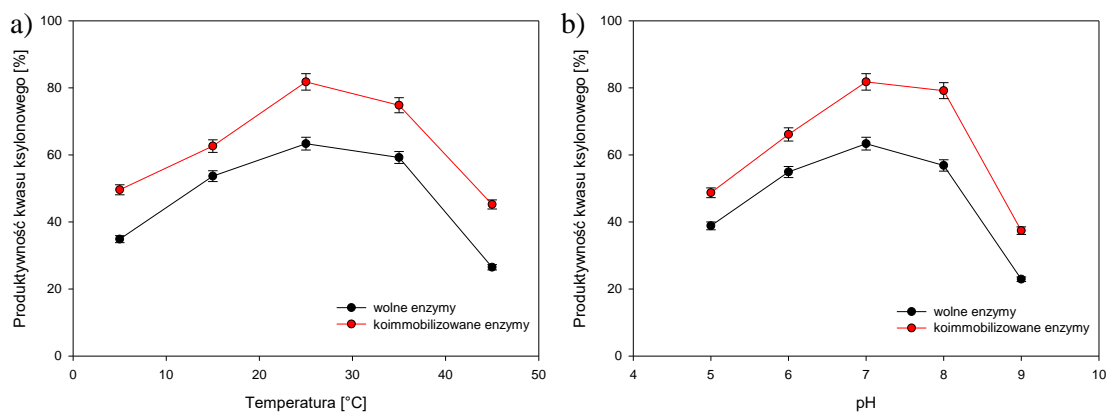 a)
Produktywność kwasu ksylonowego [%]
100
80
60
40
20
0
wolne enzymy
koimmobilizowane enzymy
0 10 20 30 40 50
Temperatura [°C]
b)
Produktywność kwasu ksylonowego [%]
100
80
60
40
20
0
wolne enzymy
koimmobilizowane enzymy
4 5 6 7 8 9 10
pH